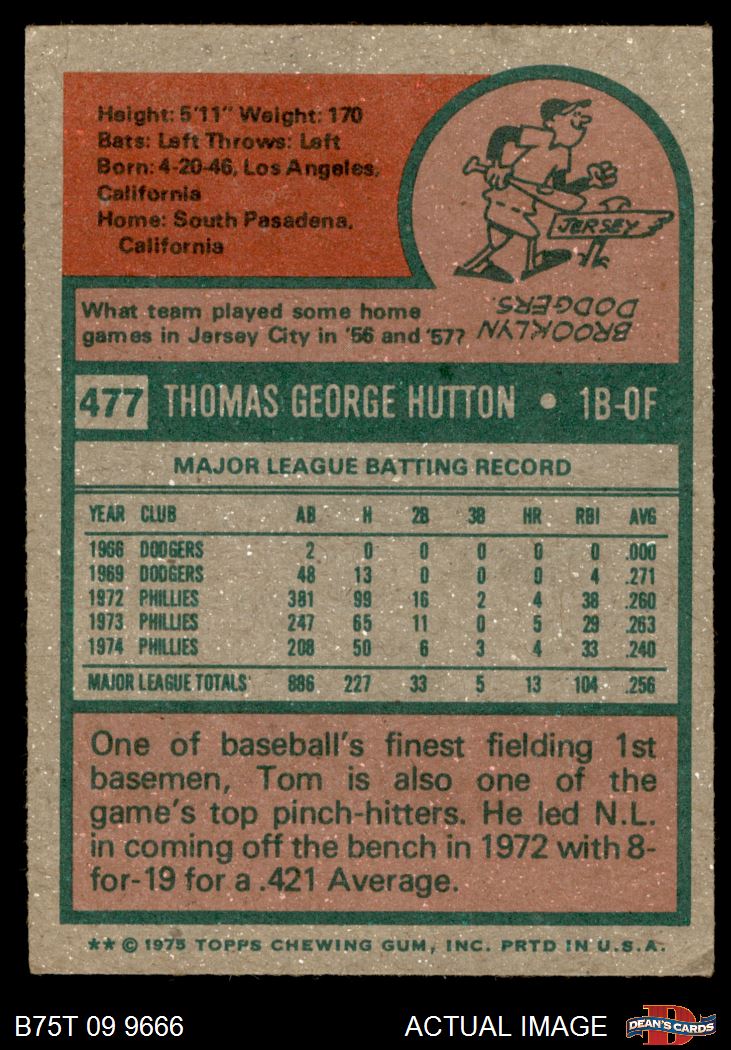 Height: 5'11" Weight: 170
Bats: Left Throws: Left
Born: 4-20-46, Los Angeles,
California
Home: South Pasadena,
California
JERSEY
What team played some home
games in Jersey City in '56 and '57?
BROOKLYN
DODGERS.
477 THOMAS GEORGE HUTTON • 1B-OF
MAJOR LEAGUE BATTING RECORD
YEAR CLUB AB H 2B 3B HR RBI AVG
1966 DODGERS 2 0 0 0 0 0 .000
1969 DODGERS 48 13 0 0 0 4 .271
1972 PHILLIES 381 99 16 2 4 38 .260
1973 PHILLIES 247 65 11 0 5 29 .263
1974 PHILLIES 208 50 6 3 4 33 .240
MAJOR LEAGUE TOTALS 886 227 33 5 13 104 .256
One of baseball's finest fielding 1st
basemen, Tom is also one of the
game's top pinch-hitters. He led N.L.
in coming off the bench in 1972 with 8-
for-19 for a .421 Average.
** © 1975 TOPPS CHEWING GUM, INC. PRTD IN U.S.A.
B75T 09 9666 ACTUAL IMAGE
D
DEAN'S CARDS